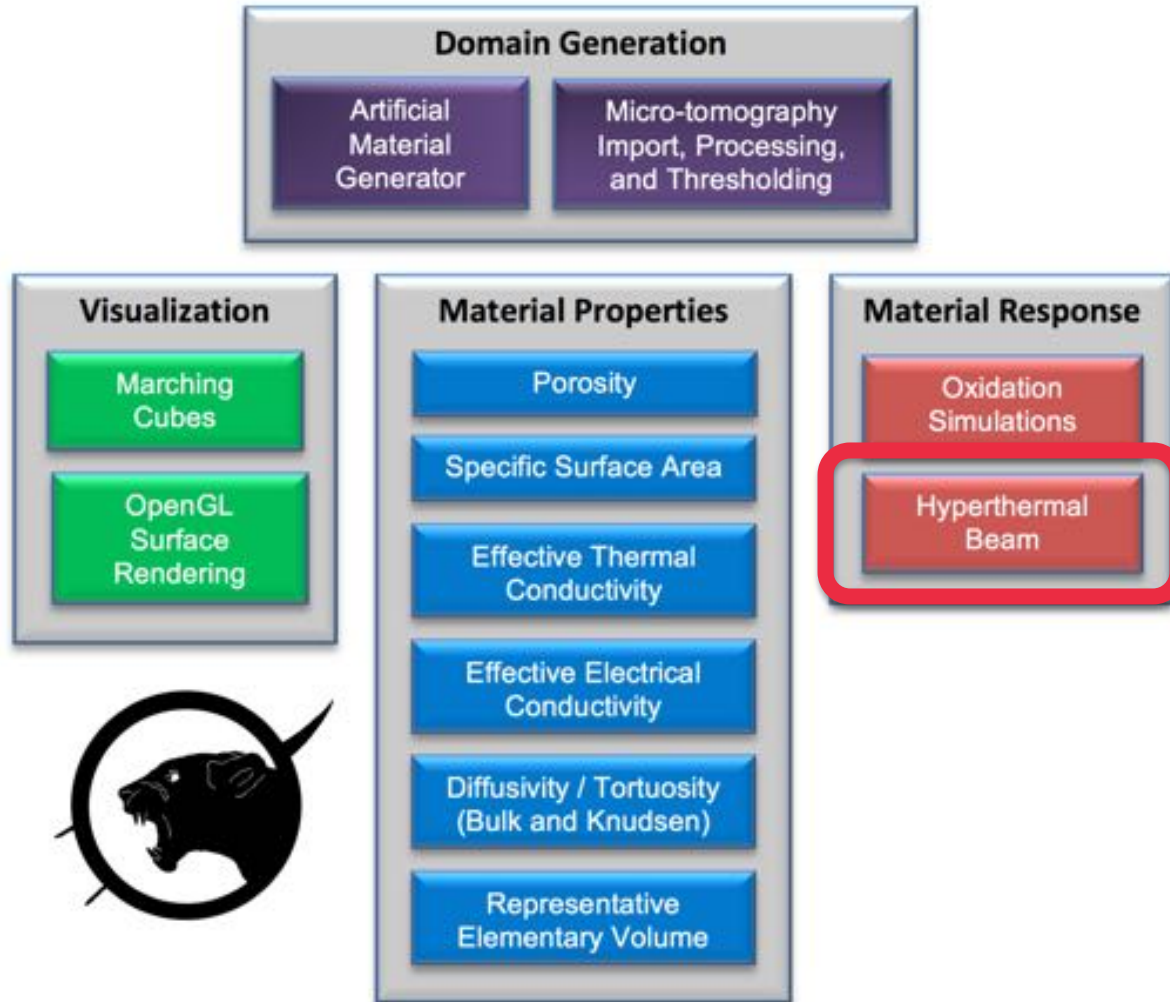 Domain Generation
Artificial
Material
Generator
Micro-tomography
Import, Processing,
and Thresholding
Visualization
Marching
Cubes
OpenGL
Surface
Rendering
Material Properties
Porosity
Specific Surface Area
Effective Thermal
Conductivity
Effective Electrical
Conductivity
Diffusivity / Tortuosity
(Bulk and Knudsen)
Representative
Elementary Volume
Material Response
Oxidation
Simulations
Hyperthermal
Beam